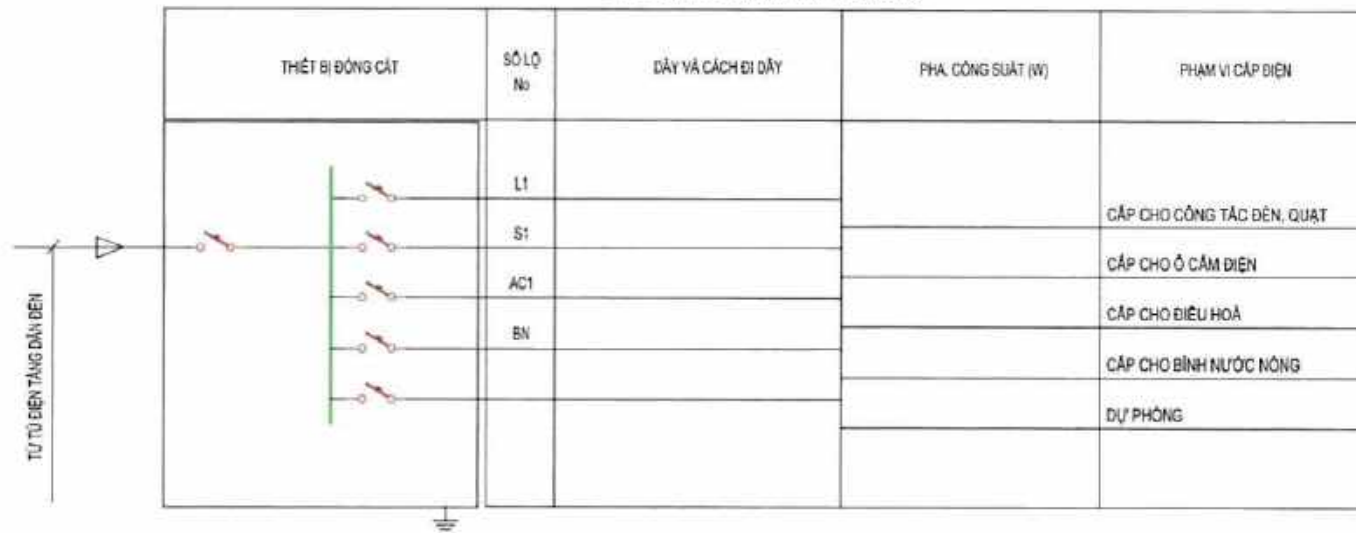 THIẾT BỊ ĐÓNG CẮT
SỐ LỘ
No
DÂY VÀ CÁCH ĐI DÂY
PHA, CÔNG SUẤT (W)
PHẠM VI CẤP ĐIỆN
L1
CẤP CHO CÔNG TẮC ĐÈN, QUẠT
S1
CẤP CHO Ổ CẮM ĐIỆN
AC1
CẤP CHO ĐIỀU HOÀ
BN
CẤP CHO BÌNH NƯỚC NÓNG
DỰ PHÒNG
TỪ TỦ ĐIỆN TẦNG DẪN ĐẾN